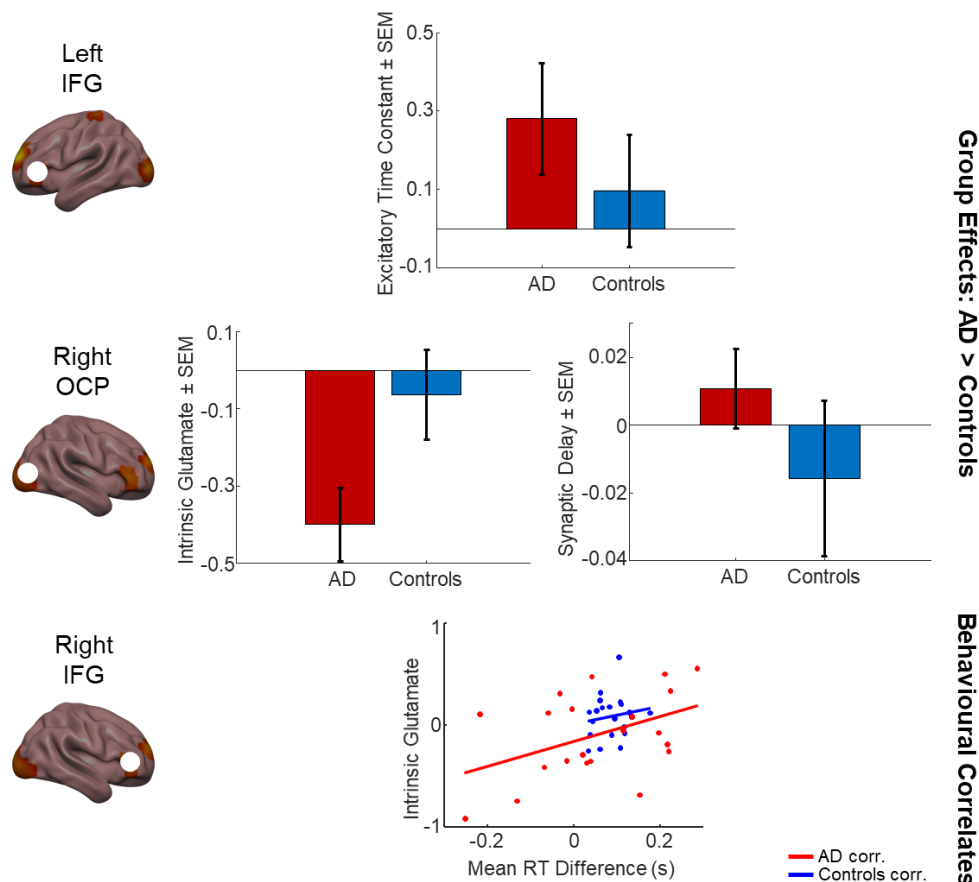 Left
IFG
Excitatory Time Constant ± SEM
0.5
0.3
0.1
-0.1
AD
Controls
Group Effects: AD > Controls
Right
OCP
Intrinsic Glutamate ± SEM
0.1
-0.1
-0.3
-0.5
AD
Controls
Synaptic Delay ± SEM
0.02
0
-0.02
-0.04
AD
Controls
Right
IFG
Intrinsic Glutamate
1
0
-1
-0.2
0
0.2
Mean RT Difference (s)
Behavioural Correlates
AD corr.
Controls corr.